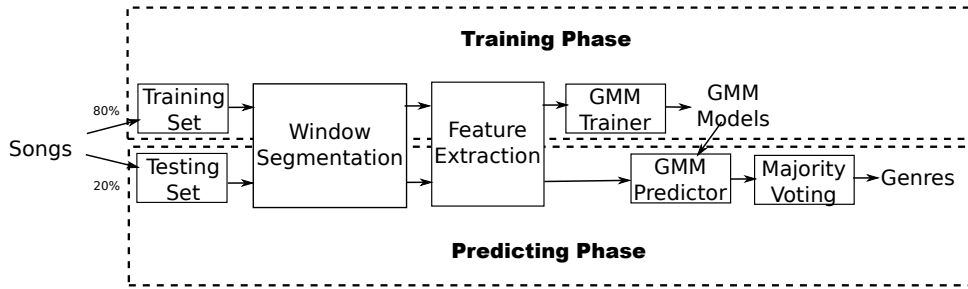 Training Phase
80%
Training
Set
Window
Segmentation
Feature
Extraction
GMM
Trainer
GMM
Models
Songs
20%
Testing
Set
GMM
Predictor
Majority
Voting
Genres
Predicting Phase